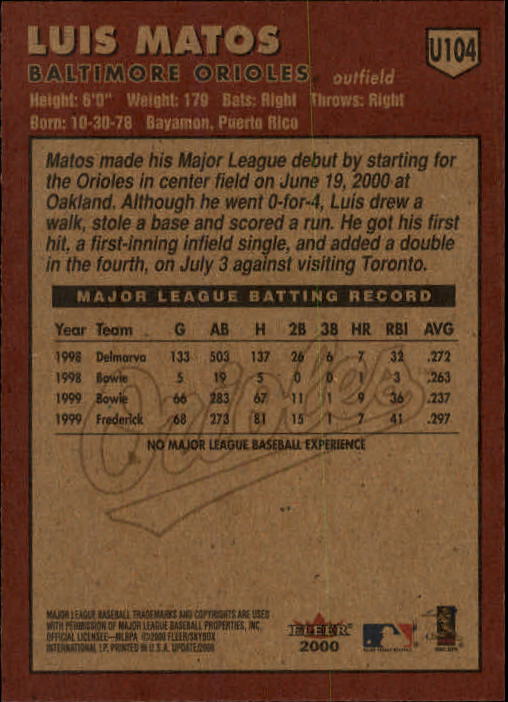 LUIS MATOS
U104
BALTIMORE ORIOLES outfield
Height: 6'0" Weight: 179 Bats: Right Throws: Right
Born: 10-30-78 Bayamon, Puerto Rico
Matos made his Major League debut by starting for
the Orioles in center field on June 19, 2000 at
Oakland. Although he went 0-for-4, Luis drew a
walk, stole a base and scored a run. He got his first
hit, a first-inning infield single, and added a double
in the fourth, on July 3 against visiting Toronto.
MAJOR LEAGUE BATTING RECORD
Year Team G AB H 2B 3B HR RBI AVG
1998 Delmarva 133 503 137 26 6 7 32 .272
1998 Bowie 5 19 5 0 0 1 3 .263
1999 Bowie 66 283 67 11 1 9 36 .237
1999 Frederick 68 273 81 15 1 7 41 .297
NO MAJOR LEAGUE BASEBALL EXPERIENCE
Orioles
MAJOR LEAGUE BASEBALL TRADEMARKS AND COPYRIGHTS ARE USED
WITH PERMISSION OF MAJOR LEAGUE BASEBALL PROPERTIES, INC.
OFFICIAL LICENSEE—MLBPA ©2000 FLEER/SKYBOX
INTERNATIONAL LP. PRINTED IN U.S.A. UPDATE/2000
FLEER
2000